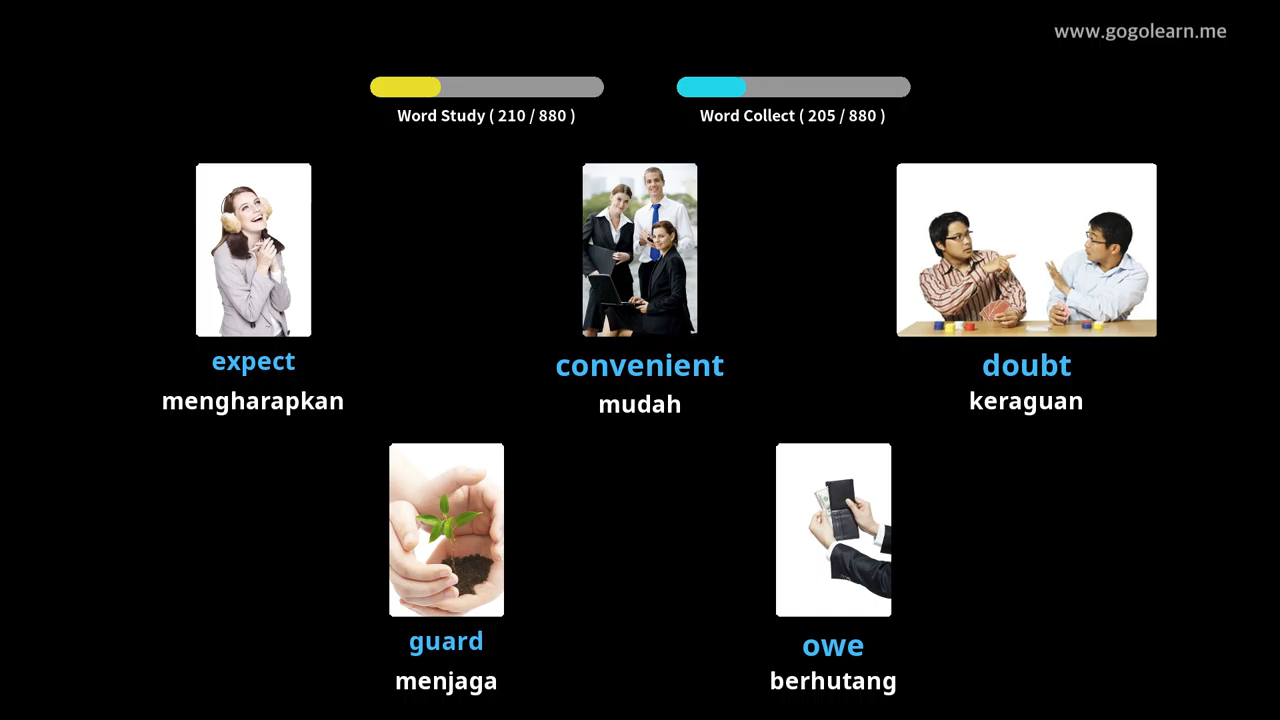 www.gogolearn.me
Word Study ( 210 / 880 )
Word Collect ( 205 / 880 )
expect
mengharapkan
convenient
mudah
doubt
keraguan
guard
menjaga
owe
berhutang